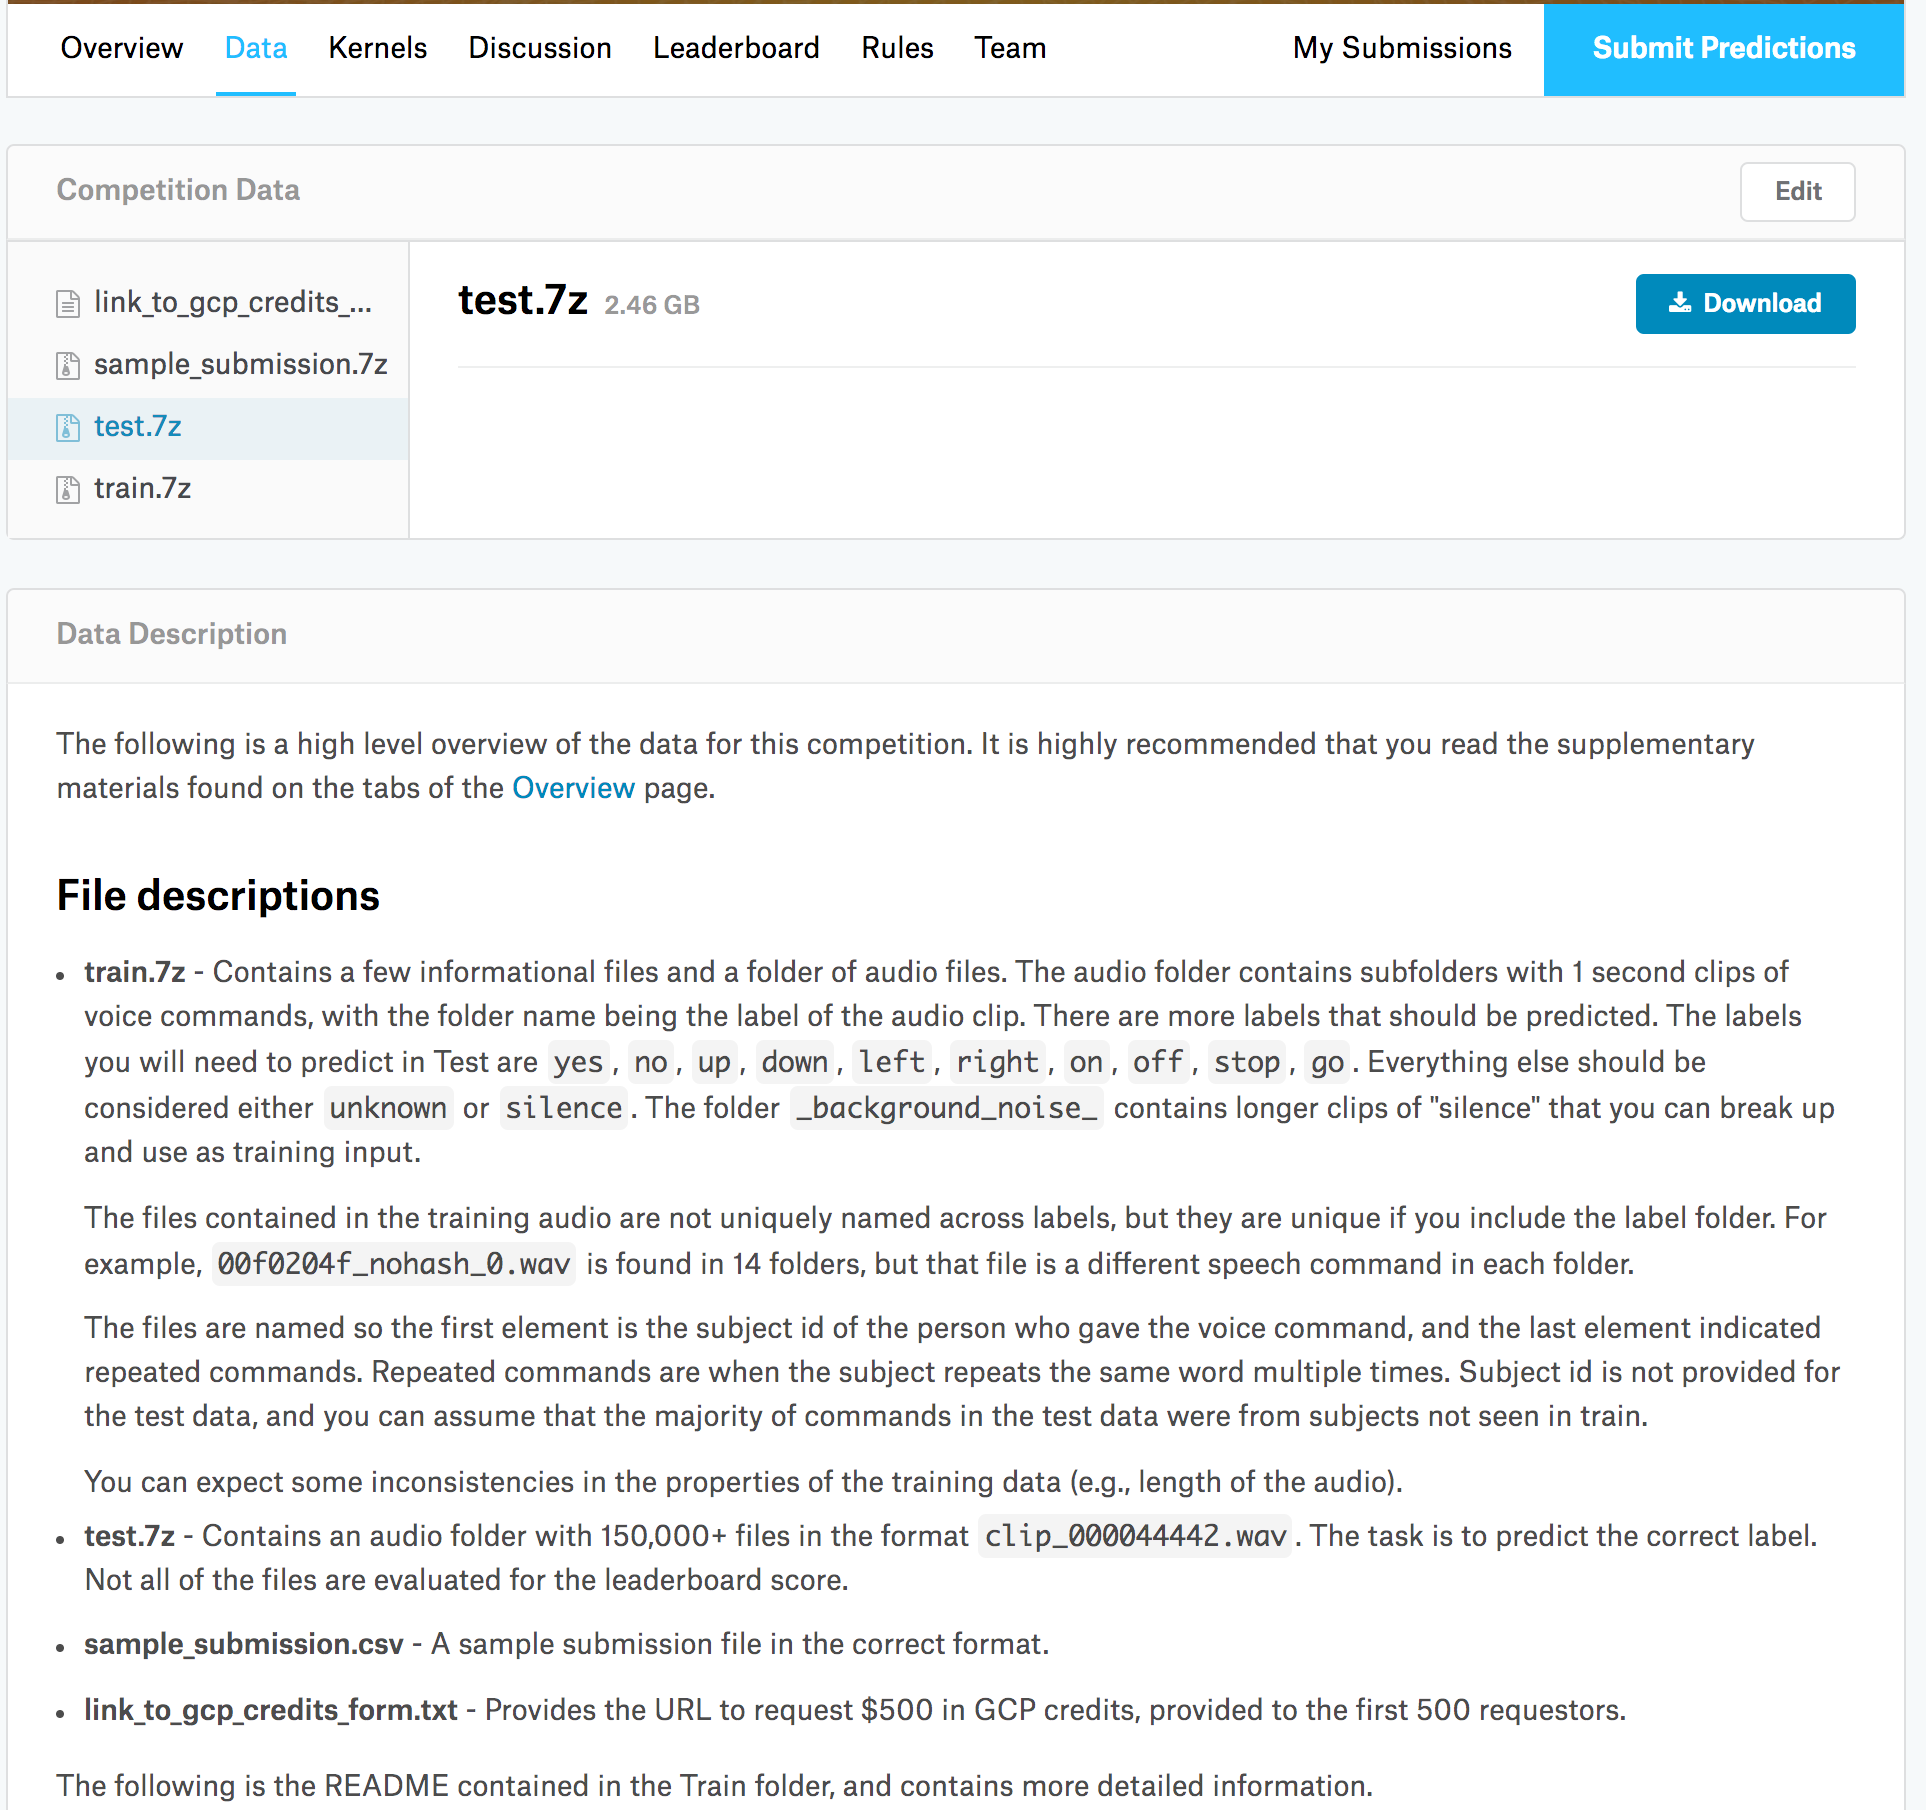 Overview Data Kernels Discussion Leaderboard Rules Team My Submissions Submit Predictions
Competition Data Edit
link_to_gcp_credits_...
sample_submission.7z
test.7z
train.7z
test.7z 2.46 GB Download
Data Description
The following is a high level overview of the data for this competition. It is highly recommended that you read the supplementary
materials found on the tabs of the Overview page.
File descriptions
• train.7z - Contains a few informational files and a folder of audio files. The audio folder contains subfolders with 1 second clips of
voice commands, with the folder name being the label of the audio clip. There are more labels that should be predicted. The labels
you will need to predict in Test are yes, no, up, down, left, right, on, off, stop, go. Everything else should be
considered either unknown or silence. The folder _background_noise_ contains longer clips of "silence" that you can break up
and use as training input.
The files contained in the training audio are not uniquely named across labels, but they are unique if you include the label folder. For
example, 00f0204f_nohash_0.wav is found in 14 folders, but that file is a different speech command in each folder.
The files are named so the first element is the subject id of the person who gave the voice command, and the last element indicated
repeated commands. Repeated commands are when the subject repeats the same word multiple times. Subject id is not provided for
the test data, and you can assume that the majority of commands in the test data were from subjects not seen in train.
You can expect some inconsistencies in the properties of the training data (e.g., length of the audio).
• test.7z - Contains an audio folder with 150,000+ files in the format clip_000044442.wav. The task is to predict the correct label.
Not all of the files are evaluated for the leaderboard score.
• sample_submission.csv - A sample submission file in the correct format.
• link_to_gcp_credits_form.txt - Provides the URL to request $500 in GCP credits, provided to the first 500 requestors.
The following is the README contained in the Train folder, and contains more detailed information.